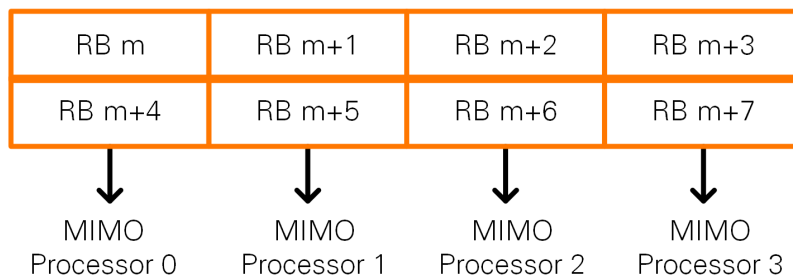 RB m RB m+1 RB m+2 RB m+3
RB m+4 RB m+5 RB m+6 RB m+7
MIMO MIMO MIMO MIMO
Processor 0 Processor 1 Processor 2 Processor 3